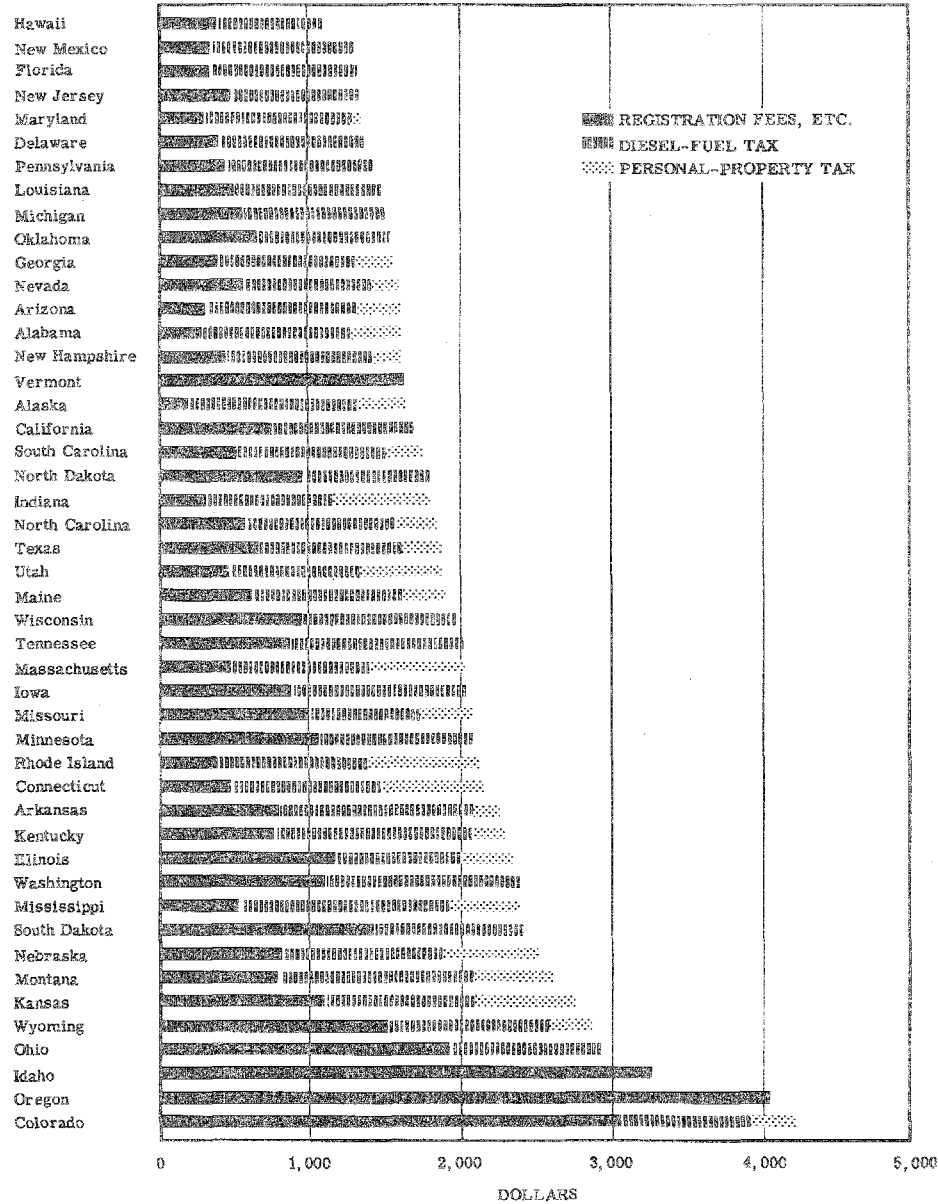 Hawaii
New Mexico
Florida
New Jersey
Maryland
Delaware
Pennsylvania
Louisiana
Michigan
Oklahoma
Georgia
Nevada
Arizona
Alabama
New Hampshire
Vermont
Alaska
California
South Carolina
North Dakota
Indiana
North Carolina
Texas
Utah
Maine
Wisconsin
Tennessee
Massachusetts
Iowa
Missouri
Minnesota
Rhode Island
Connecticut
Arkansas
Kentucky
Illinois
Washington
Mississippi
South Dakota
Nebraska
Montana
Kansas
Wyoming
Ohio
Idaho
Oregon
Colorado
REGISTRATION FEES, ETC.
DIESEL-FUEL TAX
PERSONAL-PROPERTY TAX
0 1,000 2,000 3,000 4,000 5,000
DOLLARS